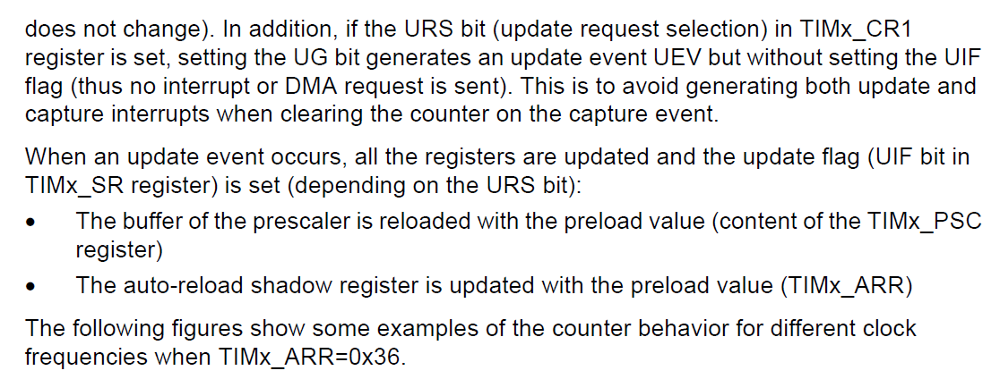 does not change). In addition, if the URS bit (update request selection) in TIMx_CR1
register is set, setting the UG bit generates an update event UEV but without setting the UIF
flag (thus no interrupt or DMA request is sent). This is to avoid generating both update and
capture interrupts when clearing the counter on the capture event.
When an update event occurs, all the registers are updated and the update flag (UIF bit in
TIMx_SR register) is set (depending on the URS bit):
• The buffer of the prescaler is reloaded with the preload value (content of the TIMx_PSC
register)
• The auto-reload shadow register is updated with the preload value (TIMx_ARR)
The following figures show some examples of the counter behavior for different clock
frequencies when TIMx_ARR=0x36.